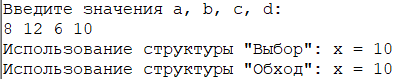 Введите значения a, b, c, d:
8 12 6 10
Использование структуры "Выбор": x = 10
Использование структуры "Обход": x = 10